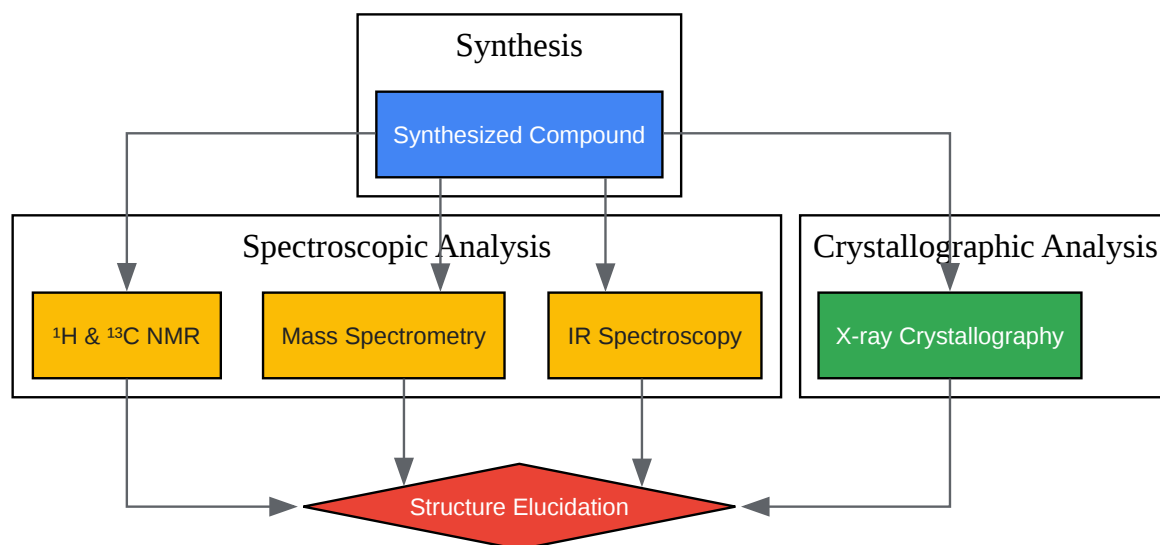 Synthesis
Synthesized Compound
Spectroscopic Analysis
Crystallographic Analysis
¹H & ¹³C NMR
Mass Spectrometry
IR Spectroscopy
X-ray Crystallography
Structure Elucidation